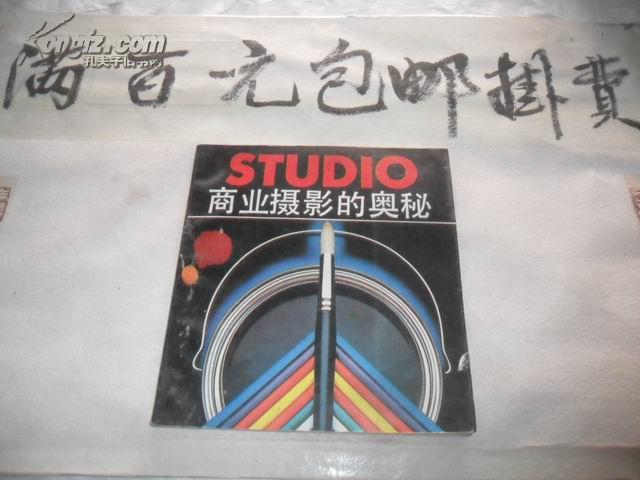 Kongfz.com
孔夫子旧书网
满百元包邮掛费
STUDIO
商业摄影的奥秘